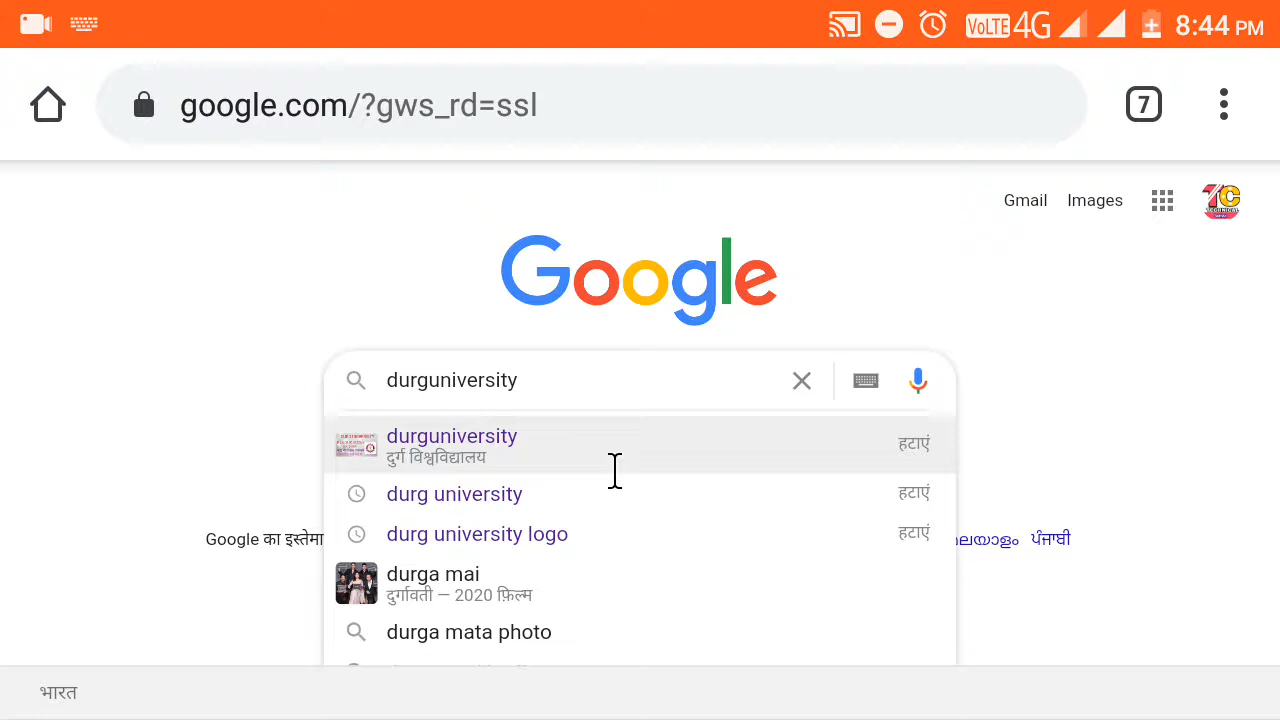 VoLTE 4G 8:44 PM
google.com/?gws_rd=ssl 7
Gmail Images
Google
durguniversity
durguniversity हटाएं
दुर्ग विश्वविद्यालय
durg university हटाएं
durg university logo हटाएं
Google का इस्तेमा ലയാളം ਪੰਜਾਬੀ
durga mai
दुर्गावती — 2020 फ़िल्म
durga mata photo
भारत